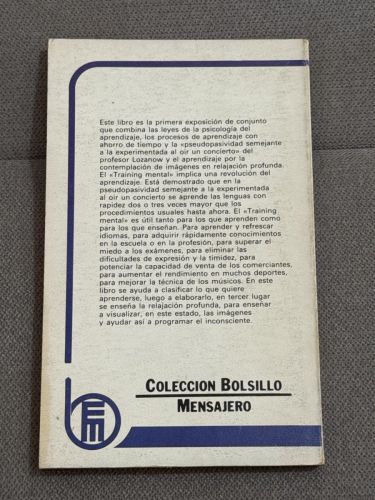 Este libro es la primera exposición de conjunto
que combina las leyes de la psicología del
aprendizaje, los procesos de aprendizaje con
ahorro de tiempo y la «pseudopasividad semejante
a la experimentada al oir un concierto» del
profesor Lozanow y el aprendizaje por la
contemplación de imágenes en relajación profunda.
El «Training mental» implica una revolución del
aprendizaje. Está demostrado que en la
pseudopasividad semejante a la experimentada
al oir un concierto se aprende las lenguas con
rapidez dos o tres veces mayor que los
procedimientos usuales hasta ahora. El «Training
mental» es útil tanto para los que aprenden como
para los que enseñan. Para aprender y refrescar
idiomas, para adquirir rápidamente conocimientos
en la escuela o en la profesión, para superar el
miedo a los exámenes, para eliminar las
dificultades de expresión y la timidez, para
potenciar la capacidad de venta de los comerciantes,
para aumentar el rendimiento en muchos deportes,
para mejorar la técnica de los músicos. En este
libro se ayuda a clasificar lo que quiere
aprenderse, luego a elaborarlo, en tercer lugar
se enseña la relajación profunda, para enseñar
a visualizar, en este estado, las imágenes
y ayudar así a programar el inconsciente.
COLECCION BOLSILLO
MENSAJERO